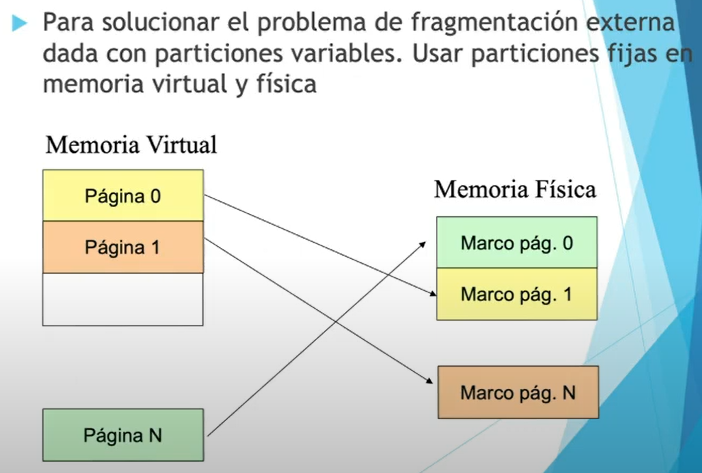 Para solucionar el problema de fragmentación externa
dada con particiones variables. Usar particiones fijas en
memoria virtual y física
Memoria Virtual
Página 0
Página 1
Página N
Memoria Física
Marco pág. 0
Marco pág. 1
Marco pág. N